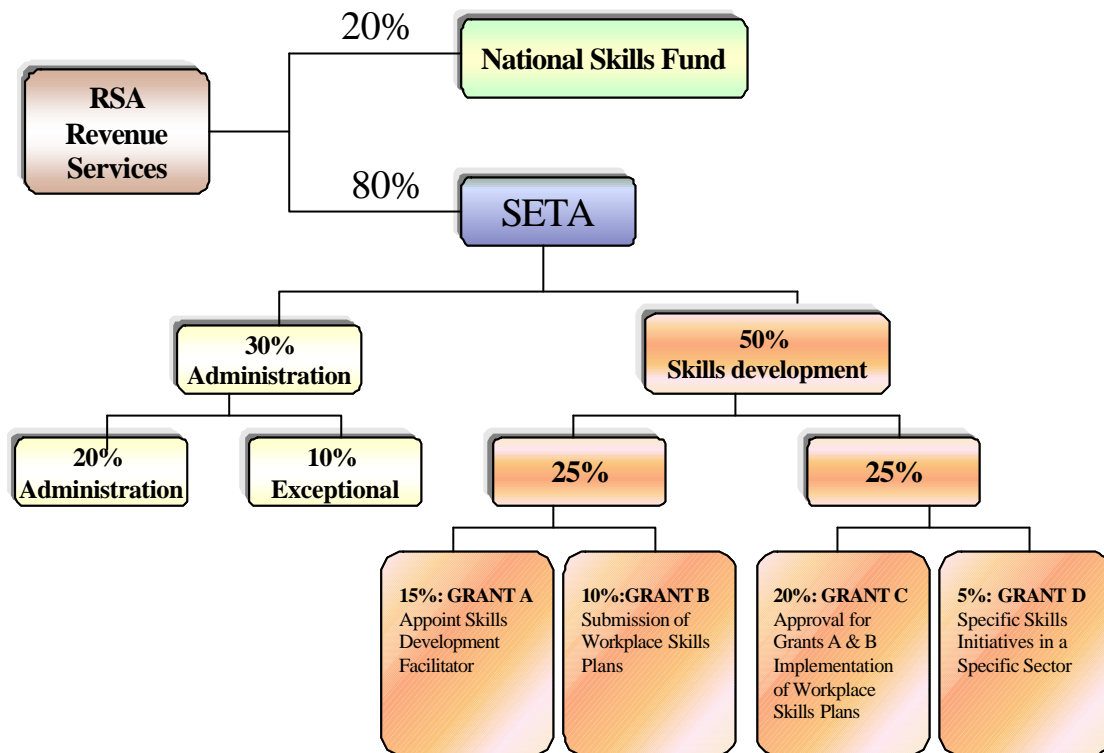 20%
National Skills Fund
RSA
Revenue
Services
80%
SETA
30%
Administration
50%
Skills development
20%
Administration
10%
Exceptional
25%
25%
15%: GRANT A
Appoint Skills
Development
Facilitator
10%:GRANT B
Submission of
Workplace Skills
Plans
20%: GRANT C
Approval for
Grants A & B
Implementation
of Workplace
Skills Plans
5%: GRANT D
Specific Skills
Initiatives in a
Specific Sector